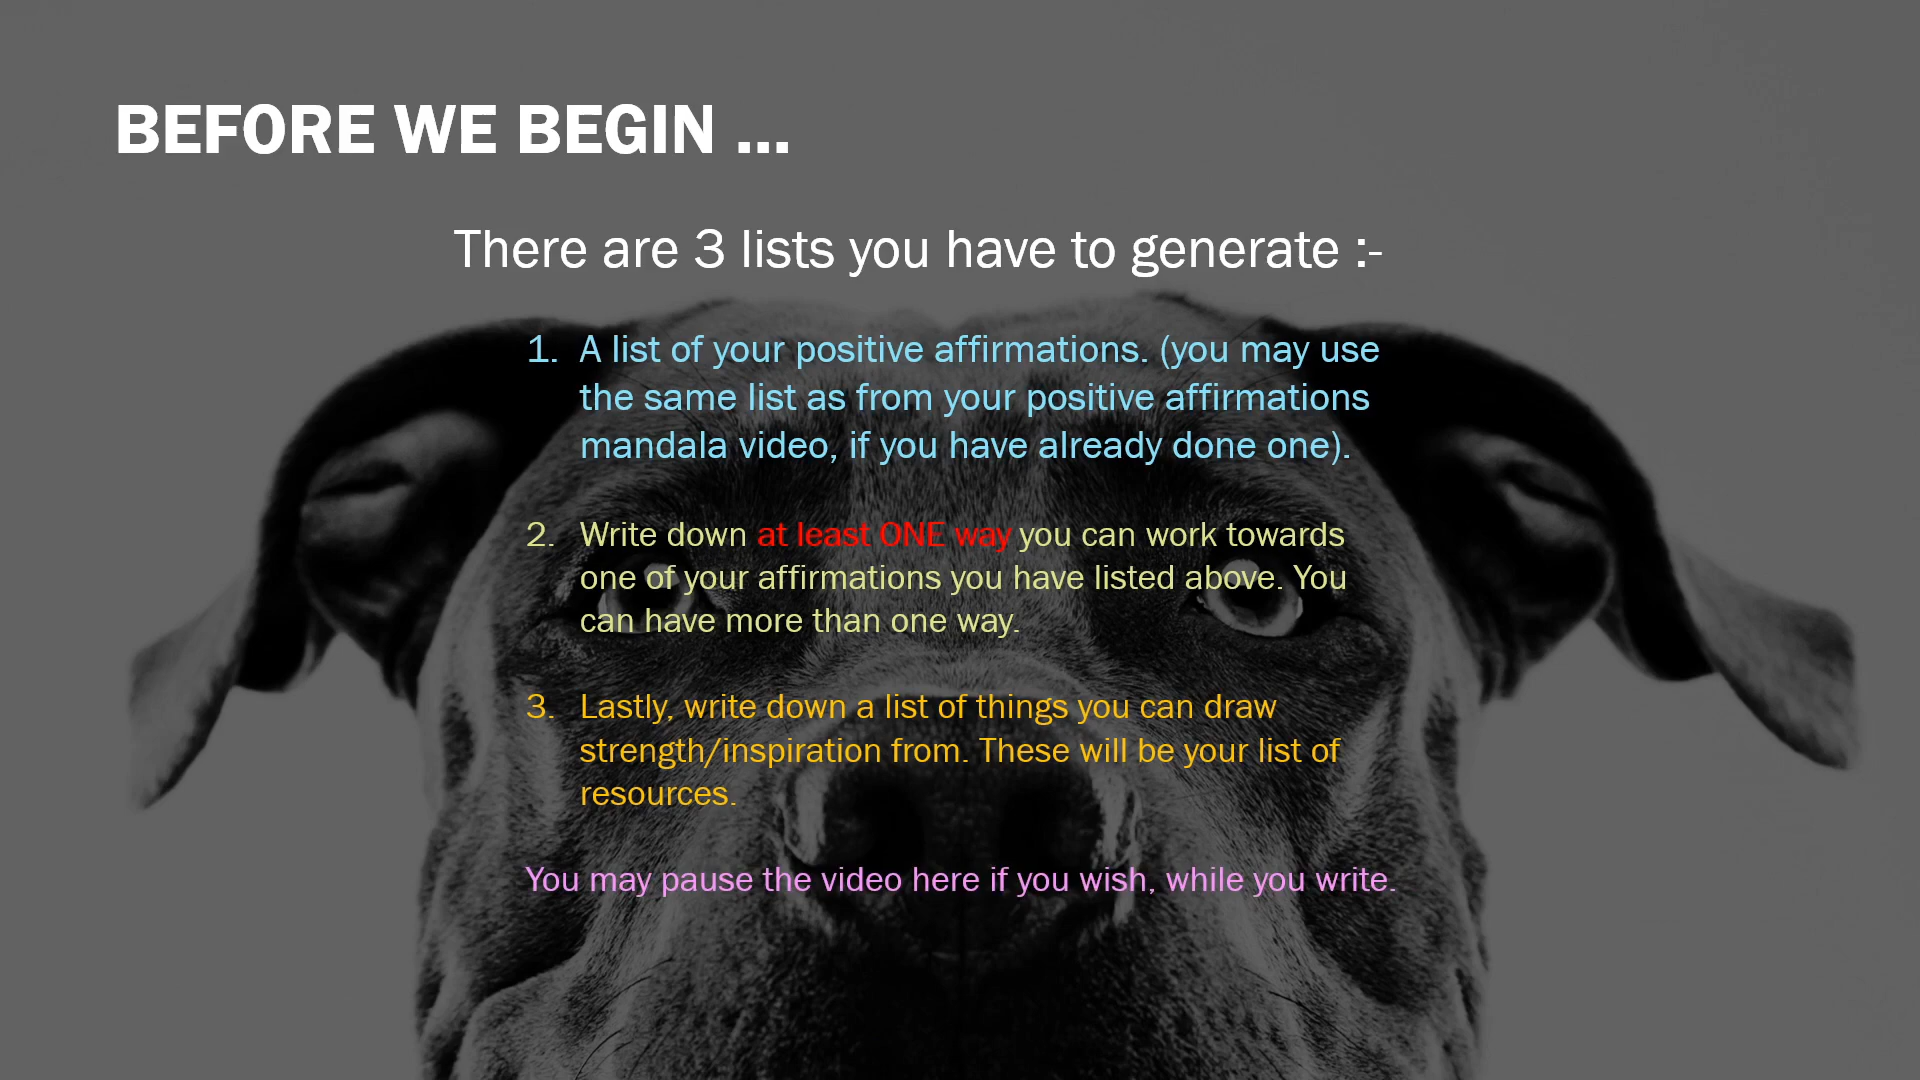 BEFORE WE BEGIN ...
There are 3 lists you have to generate :-
1. A list of your positive affirmations. (you may use
the same list as from your positive affirmations
mandala video, if you have already done one).
2. Write down at least ONE way you can work towards
one of your affirmations you have listed above. You
can have more than one way.
3. Lastly, write down a list of things you can draw
strength/inspiration from. These will be your list of
resources.
You may pause the video here if you wish, while you write.